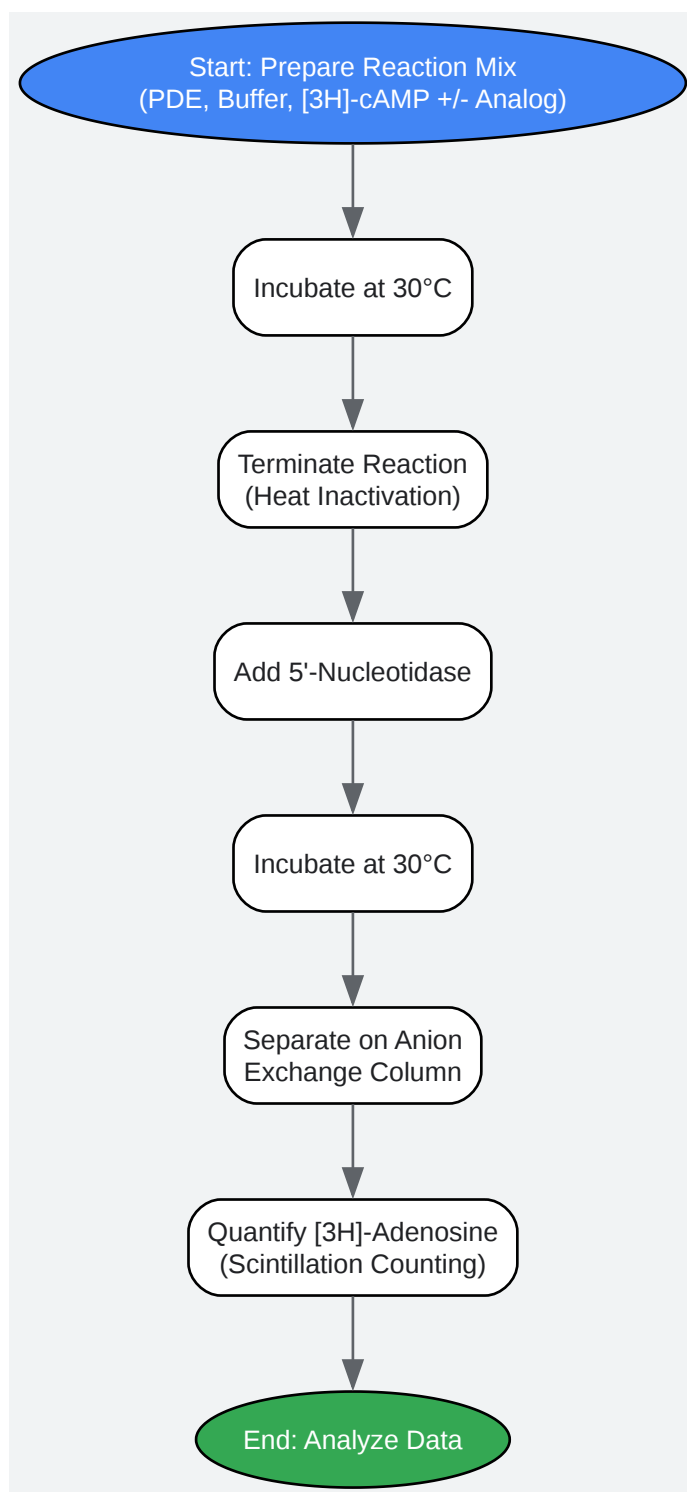 Start: Prepare Reaction Mix
(PDE, Buffer, [3H]-cAMP +/- Analog)
Incubate at 30°C
Terminate Reaction
(Heat Inactivation)
Add 5'-Nucleotidase
Incubate at 30°C
Separate on Anion
Exchange Column
Quantify [3H]-Adenosine
(Scintillation Counting)
End: Analyze Data